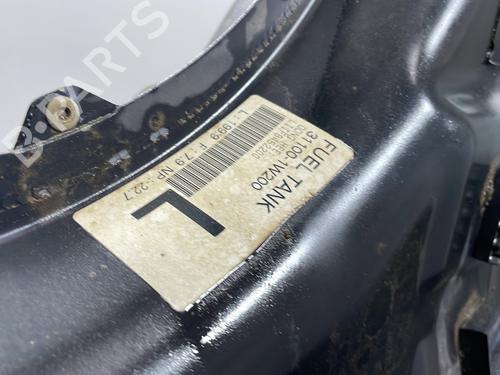 B-PARTS
FUEL TANK
31100-1W200
L:1999 F:79 NP:22.7
L